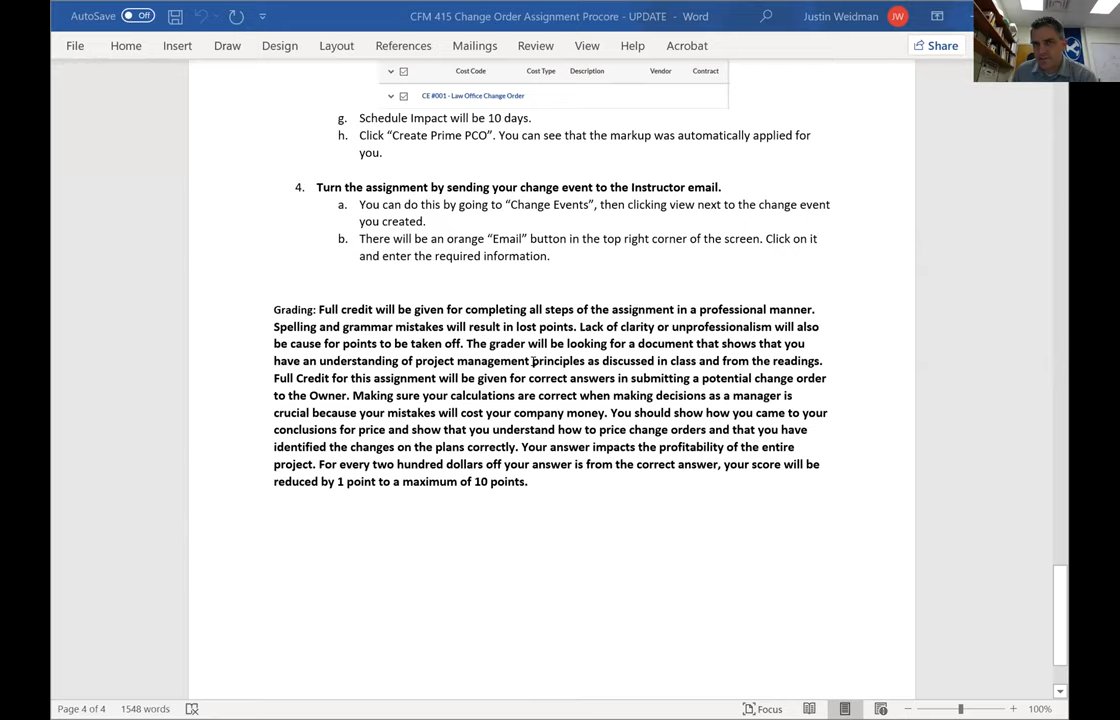 AutoSave Off CFM 415 Change Order Assignment Procore - UPDATE - Word Justin Weidman JW
File Home Insert Draw Design Layout References Mailings Review View Help Acrobat Share
Cost Code Cost Type Description Vendor Contract
CE #001 - Law Office Change Order
g. Schedule Impact will be 10 days.
h. Click “Create Prime PCO”. You can see that the markup was automatically applied for
you.
4. Turn the assignment by sending your change event to the Instructor email.
a. You can do this by going to “Change Events”, then clicking view next to the change event
you created.
b. There will be an orange “Email” button in the top right corner of the screen. Click on it
and enter the required information.
Grading: Full credit will be given for completing all steps of the assignment in a professional manner.
Spelling and grammar mistakes will result in lost points. Lack of clarity or unprofessionalism will also
be cause for points to be taken off. The grader will be looking for a document that shows that you
have an understanding of project management principles as discussed in class and from the readings.
Full Credit for this assignment will be given for correct answers in submitting a potential change order
to the Owner. Making sure your calculations are correct when making decisions as a manager is
crucial because your mistakes will cost your company money. You should show how you came to your
conclusions for price and show that you understand how to price change orders and that you have
identified the changes on the plans correctly. Your answer impacts the profitability of the entire
project. For every two hundred dollars off your answer is from the correct answer, your score will be
reduced by 1 point to a maximum of 10 points.
Page 4 of 4 1548 words Focus 100%